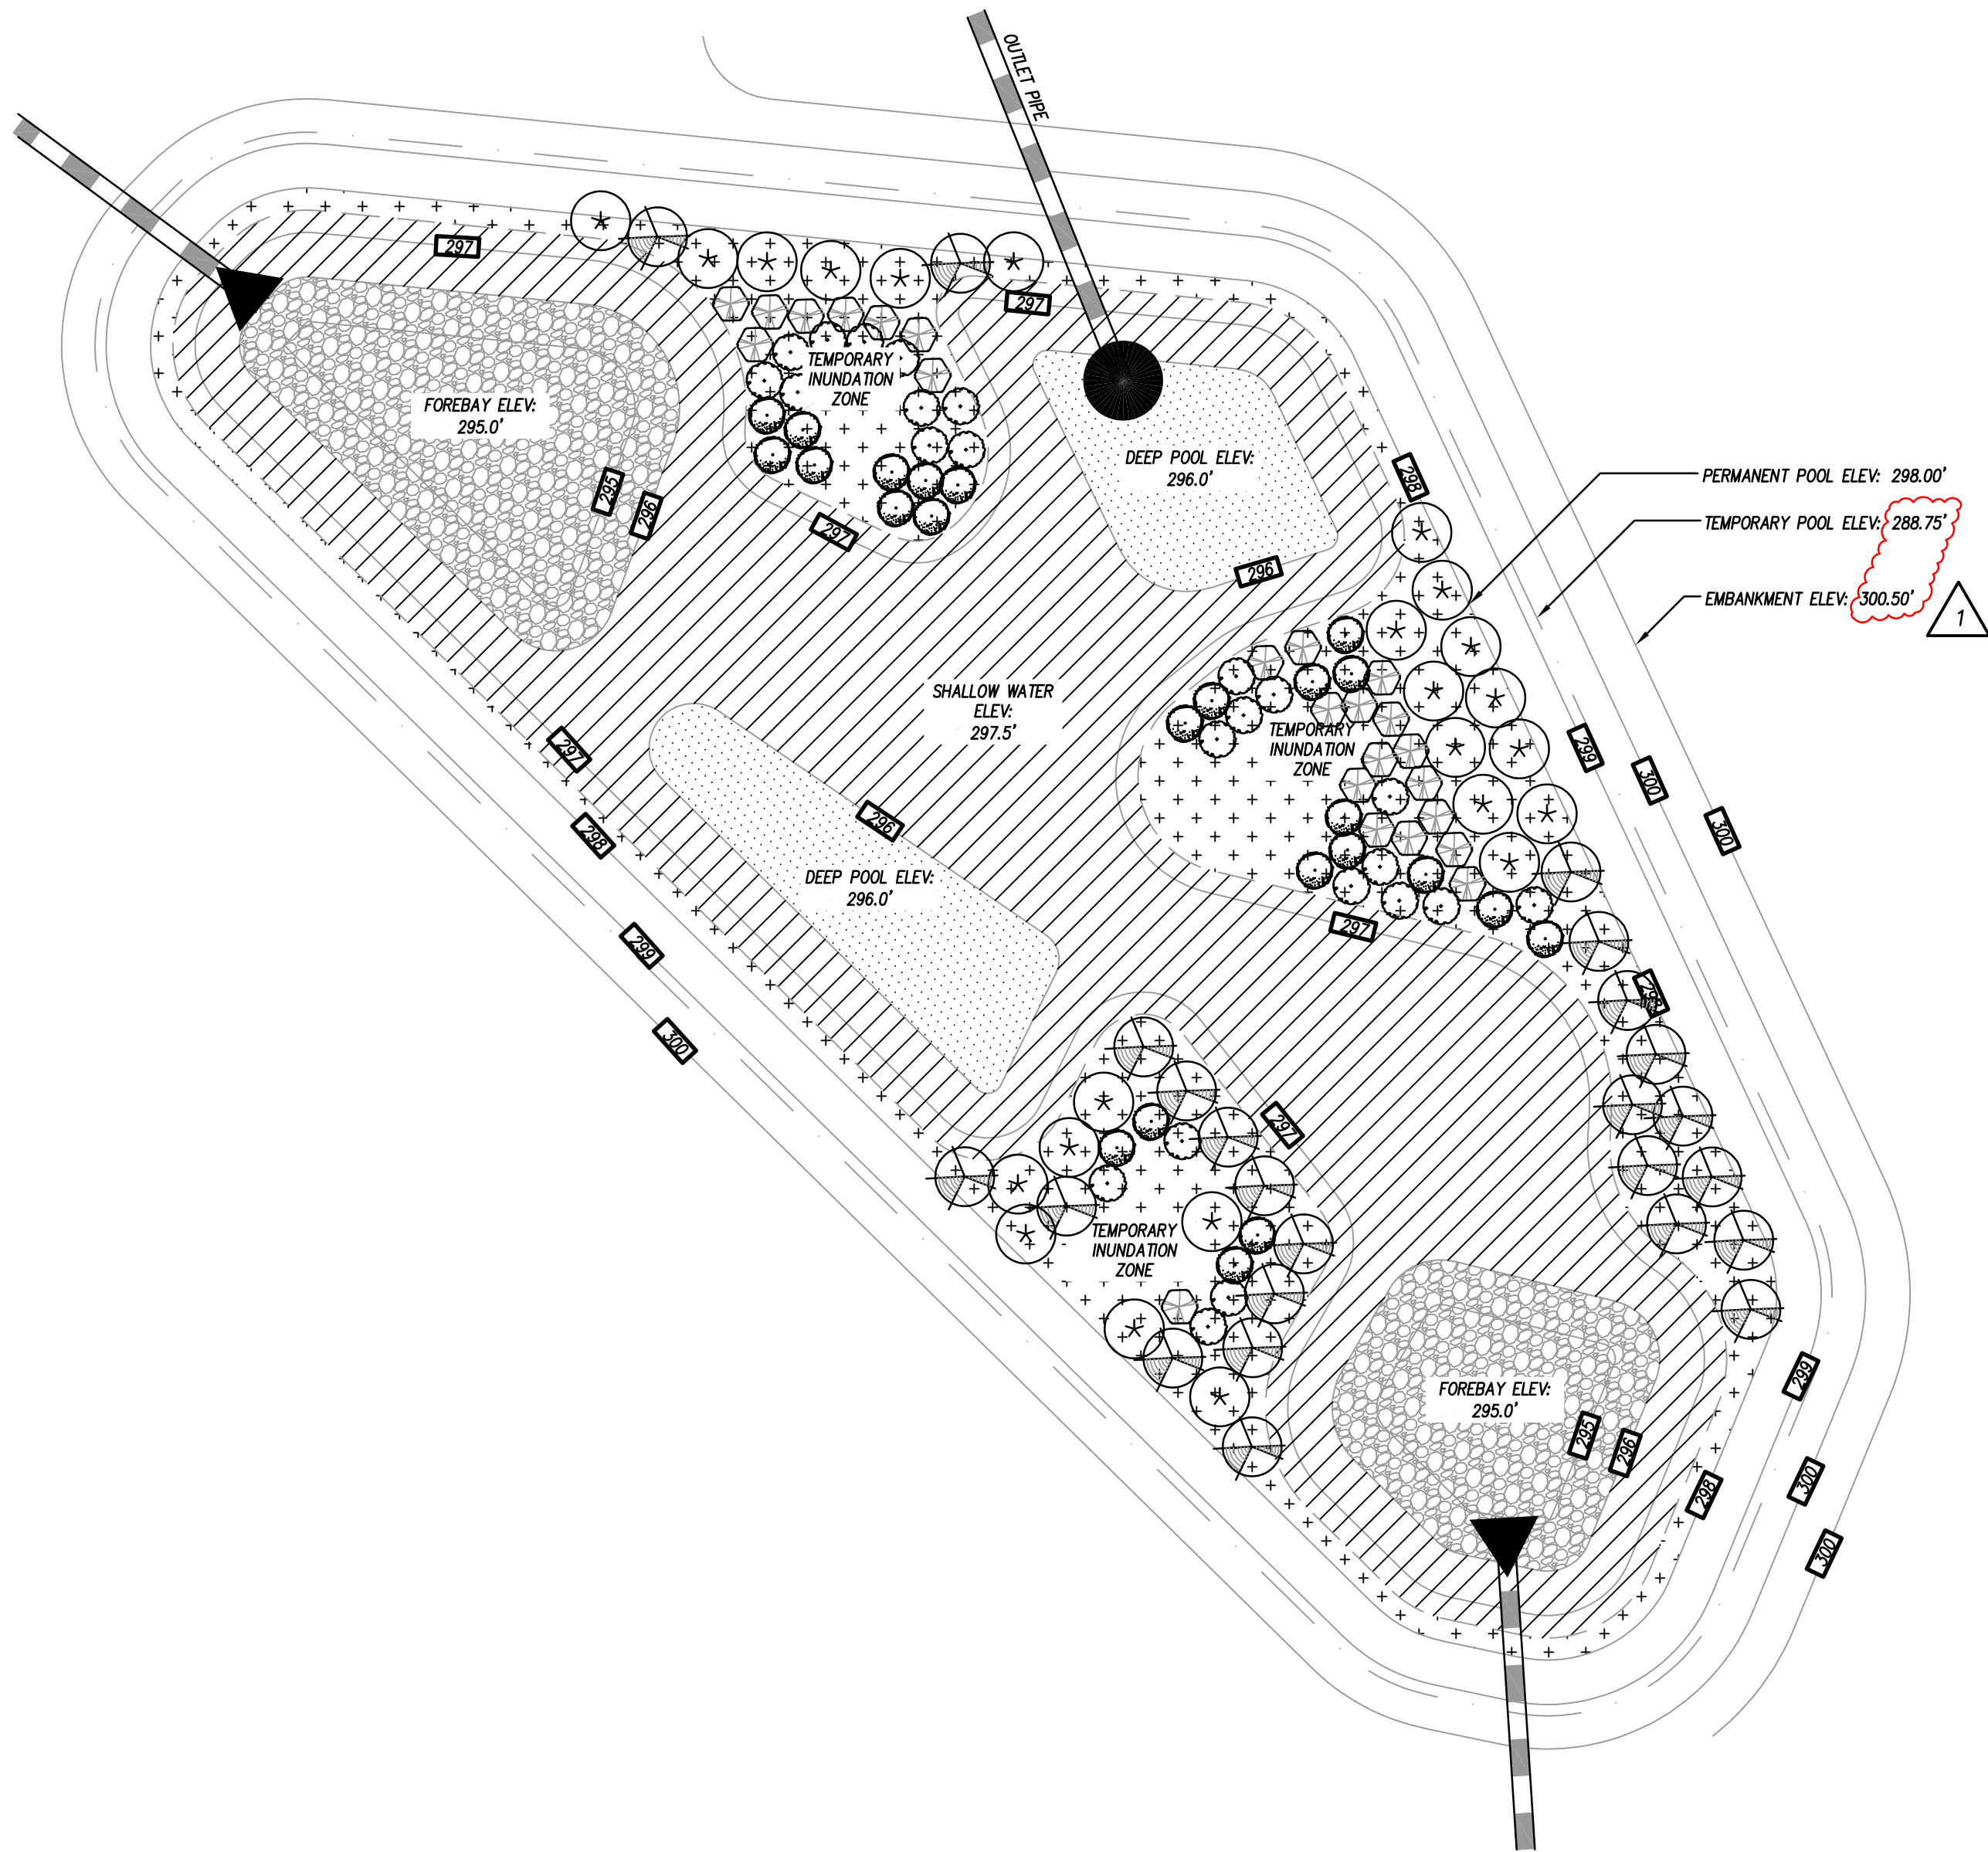 OUTLET PIPE
297
297
FOREBAY ELEV:
295.0'
295
296
TEMPORARY
INUNDATION
ZONE
297
DEEP POOL ELEV:
296.0'
296
298
PERMANENT POOL ELEV: 298.00'
TEMPORARY POOL ELEV: 288.75'
EMBANKMENT ELEV: 300.50'
1
SHALLOW WATER
ELEV:
297.5'
TEMPORARY
INUNDATION
ZONE
299
300
300
297
298
296
DEEP POOL ELEV:
296.0'
297
299
300
298
297
TEMPORARY
INUNDATION
ZONE
FOREBAY ELEV:
295.0'
295
296
299
298
300
300